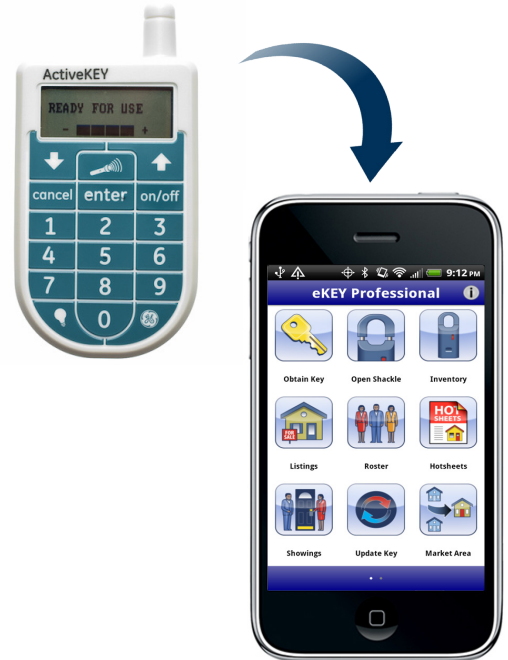 ActiveKEY
READY FOR USE
- +
cancel enter on/off
1 2 3
4 5 6
7 8 9
0
9:12 PM
eKEY Professional i
Obtain Key Open Shackle Inventory
FOR SALE
HOT SHEETS
Listings Roster Hotsheets
Showings Update Key Market Area